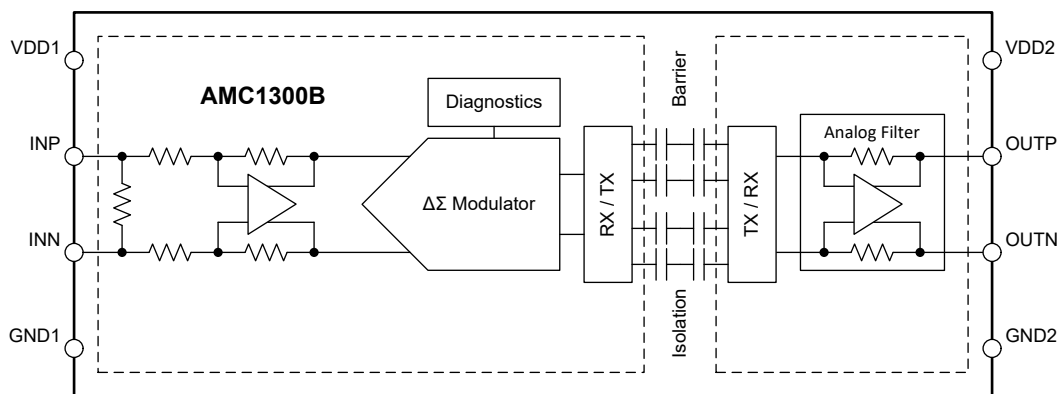 VDD1
VDD2
AMC1300B
Diagnostics
Barrier
Analog Filter
INP
OUTP
ΔΣ Modulator
RX / TX
TX / RX
INN
OUTN
Isolation
GND1
GND2